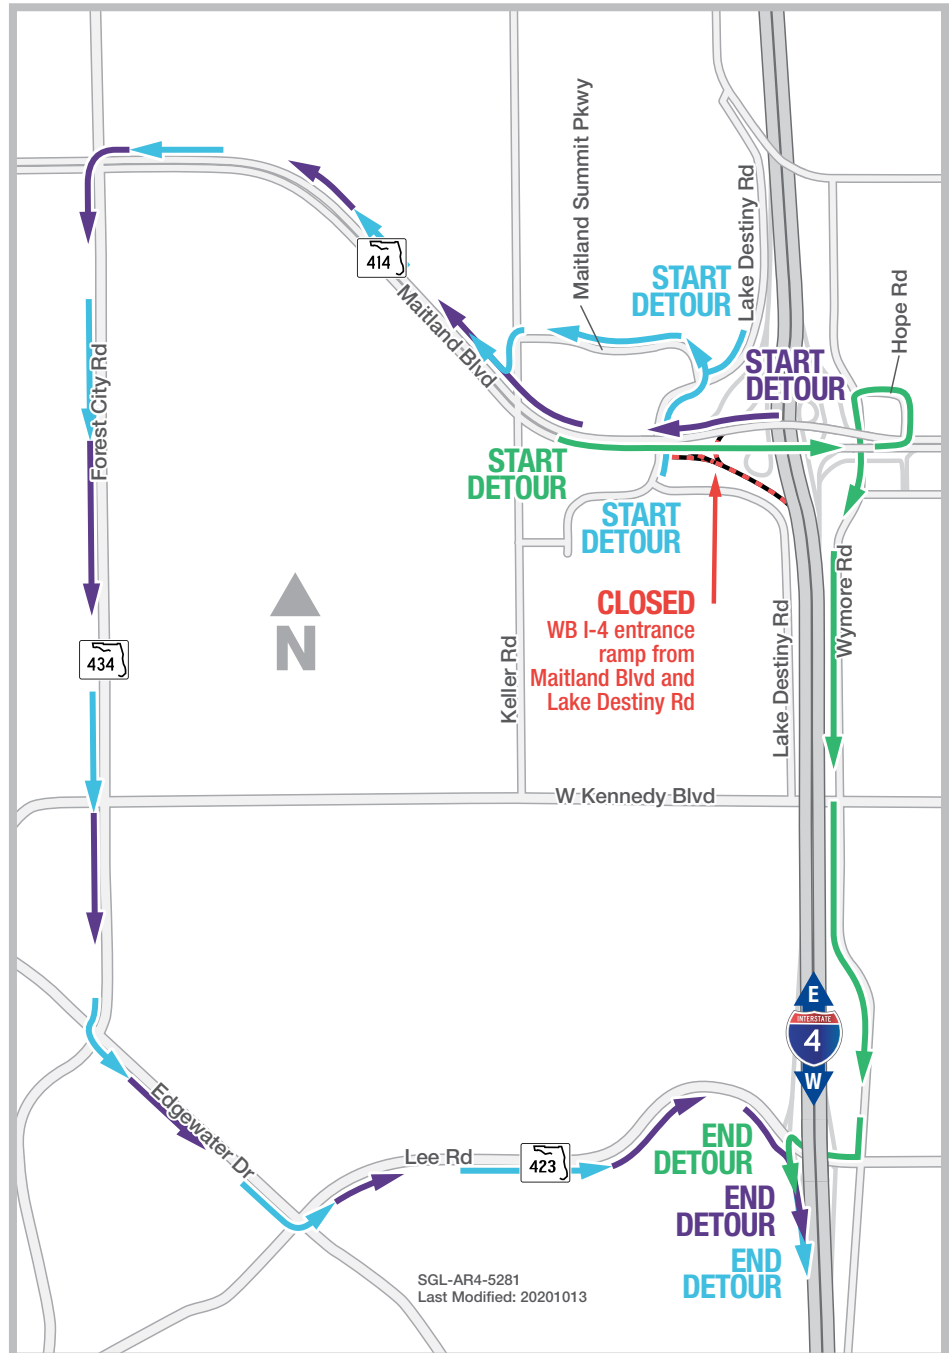 Maitland Summit Pkwy
Lake Destiny Rd
414
START
DETOUR
Hope Rd
Maitland Blvd
START
DETOUR
Forest City Rd
START
DETOUR
START
DETOUR
CLOSED
WB I-4 entrance
ramp from
Maitland Blvd and
Lake Destiny Rd
Wymore Rd
Lake Destiny Rd
Keller Rd
N
434
W Kennedy Blvd
E
INTERSTATE
4
W
Edgewater Dr
Lee Rd
423
END
DETOUR
END
DETOUR
END
DETOUR
SGL-AR4-5281
Last Modified: 20201013